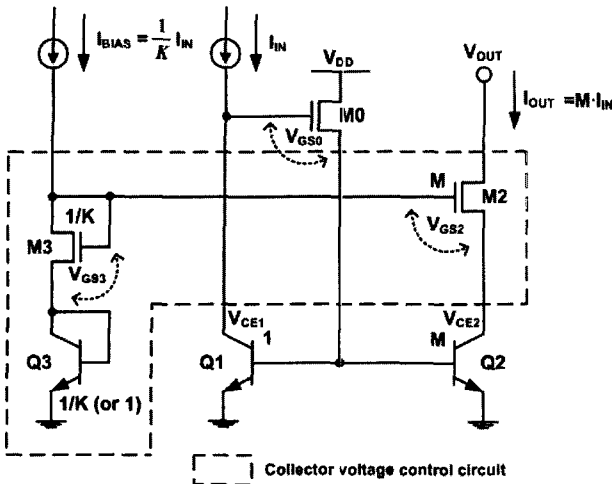 I_BIAS = 1/K I_IN
I_IN
V_DD
V_OUT
I_OUT = M·I_IN
M0
V_GS0
M
M2
V_GS2
1/K
M3
V_GS3
V_CE1
1
Q1
V_CE2
M
Q2
Q3
1/K (or 1)
Collector voltage control circuit